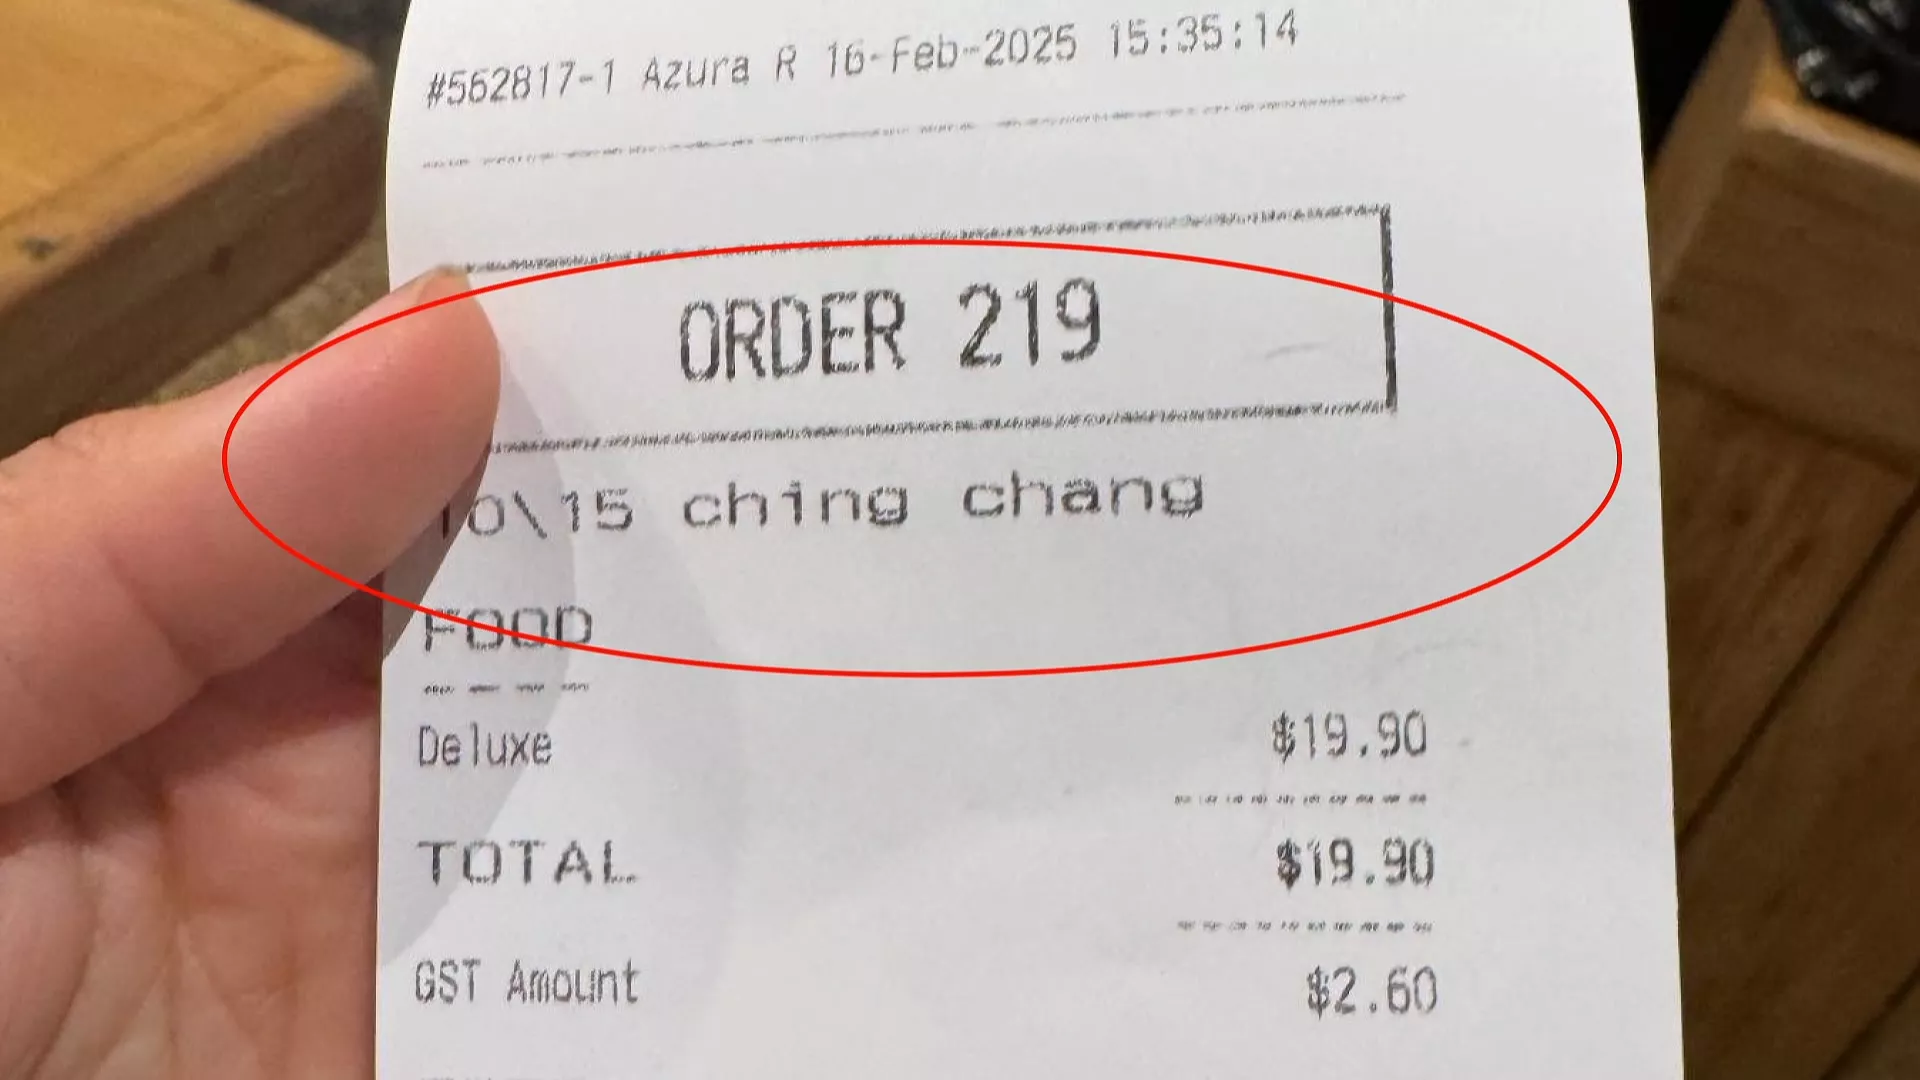 #562817-1 Azura R 16-Feb-2025 15:35:14
ORDER 219
10\15 ching chang
FOOD
Deluxe $19.90
TOTAL $19.90
GST Amount $2.60